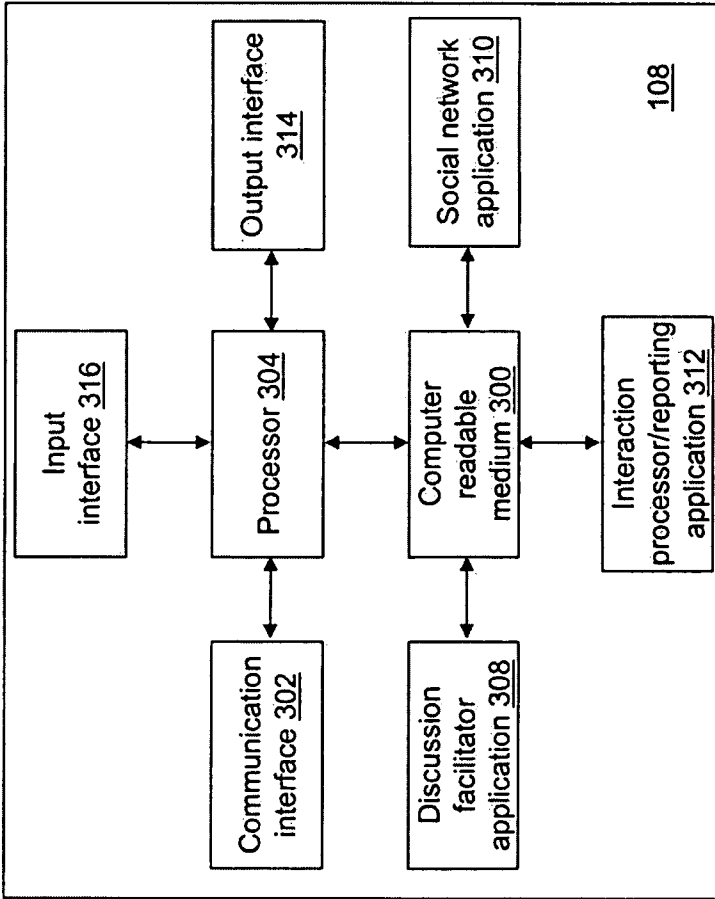 Input
interface 316
Communication
interface 302
Processor 304
Output interface
314
Discussion
facilitator
application 308
Computer
readable
medium 300
Social network
application 310
Interaction
processor/reporting
application 312
108